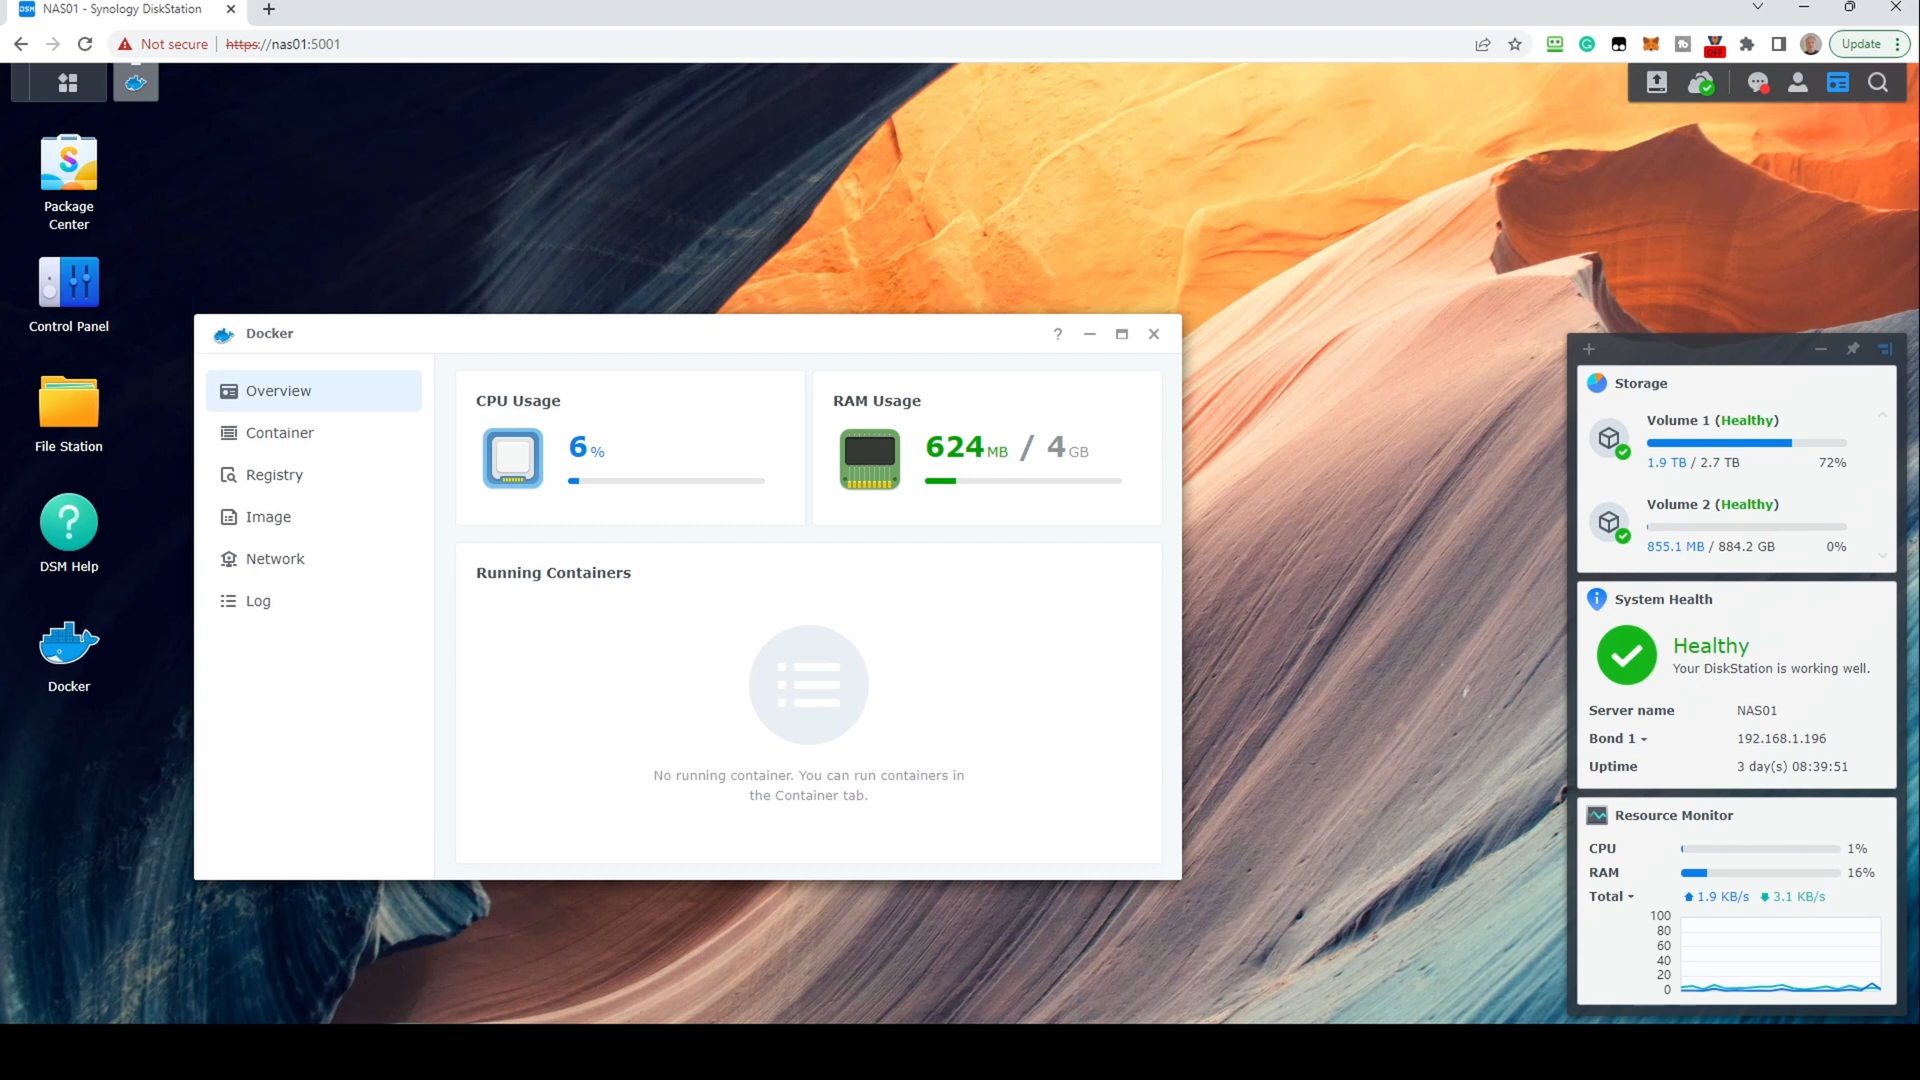 NAS01 - Synology DiskStation
Not secure
https://nas01:5001
OFF
Update
Package
Center
Control Panel
File Station
DSM Help
Docker
Docker
Overview
Container
Registry
Image
Network
Log
CPU Usage
6 %
RAM Usage
624 MB / 4 GB
Running Containers
No running container. You can run containers in
the Container tab.
Storage
Volume 1 (Healthy)
1.9 TB / 2.7 TB 72%
Volume 2 (Healthy)
855.1 MB / 884.2 GB 0%
System Health
Healthy
Your DiskStation is working well.
Server name NAS01
Bond 1 192.168.1.196
Uptime 3 day(s) 08:39:51
Resource Monitor
CPU 1%
RAM 16%
Total 1.9 KB/s 3.1 KB/s
100
80
60
40
20
0